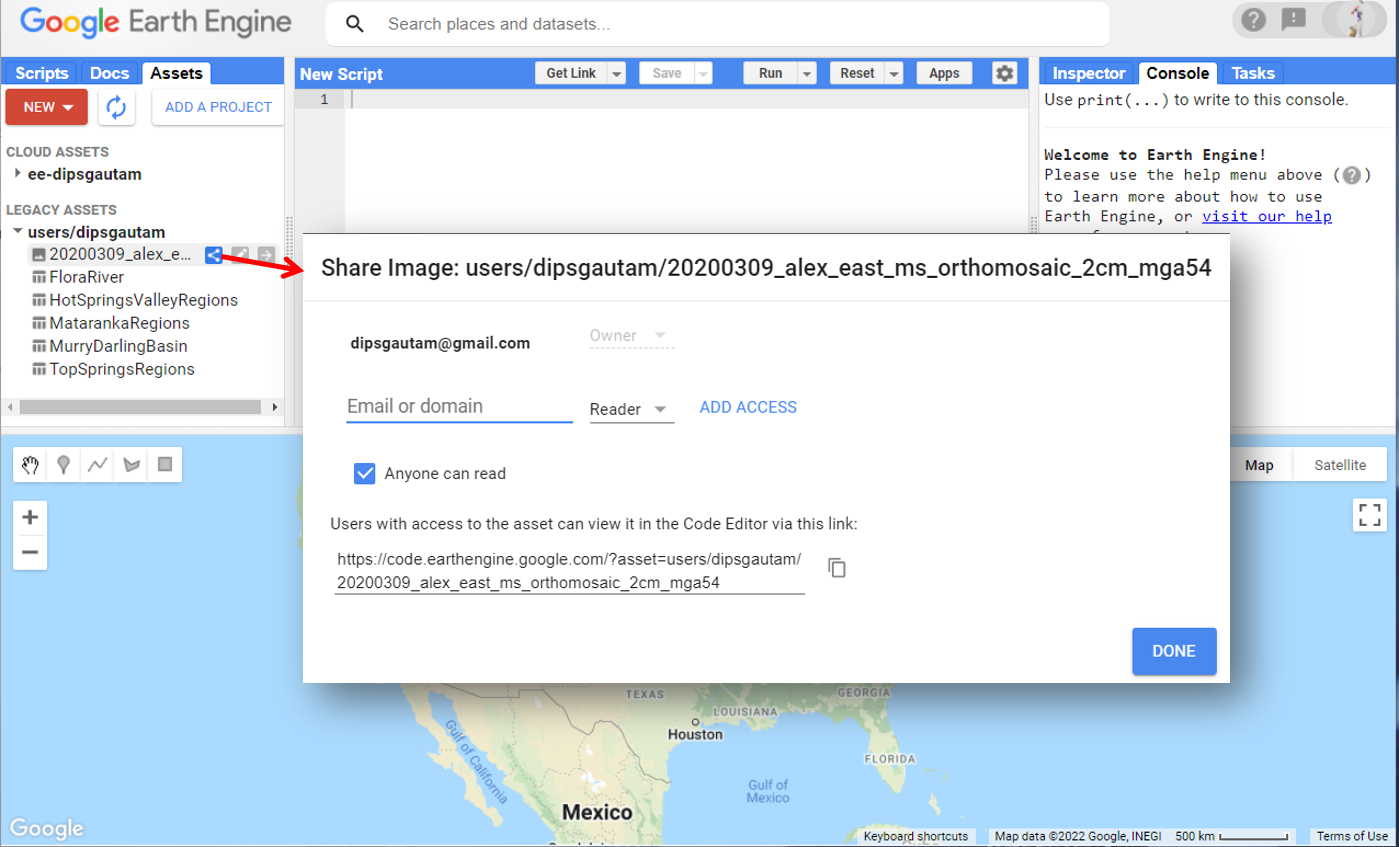 Google Earth Engine
Search places and datasets...
Scripts Docs Assets
NEW
ADD A PROJECT
CLOUD ASSETS
ee-dipsgautam
LEGACY ASSETS
users/dipsgautam
20200309_alex_e...
FloraRiver
HotSpringsValleyRegions
MatarankaRegions
MurryDarlingBasin
TopSpringsRegions
New Script
Get Link
Save
Run
Reset
Apps
1
Inspector Console Tasks
Use print(...) to write to this console.
Welcome to Earth Engine!
Please use the help menu above (?)
to learn more about how to use
Earth Engine, or visit our help
Share Image: users/dipsgautam/20200309_alex_east_ms_orthomosaic_2cm_mga54
dipsgautam@gmail.com
Owner
Email or domain
Reader
ADD ACCESS
Anyone can read
Users with access to the asset can view it in the Code Editor via this link:
https://code.earthengine.google.com/?asset=users/dipsgautam/
20200309_alex_east_ms_orthomosaic_2cm_mga54
DONE
Map
Satellite
TEXAS
LOUISIANA
GEORGIA
Houston
FLORIDA
Gulf of California
Gulf of
Mexico
Mexico
Google
Keyboard shortcuts
Map data ©2022 Google, INEGI
500 km
Terms of Use